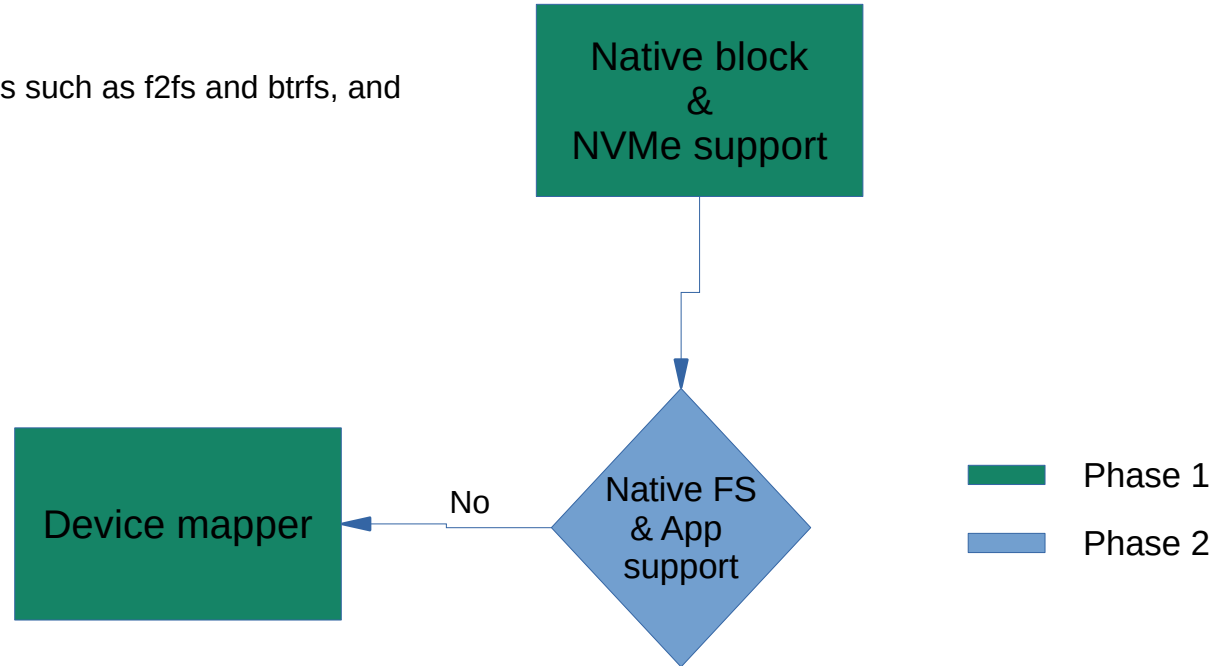 s such as f2fs and btrfs, and
Native block
&
NVMe support
Device mapper
No
Native FS
& App
support
Phase 1
Phase 2